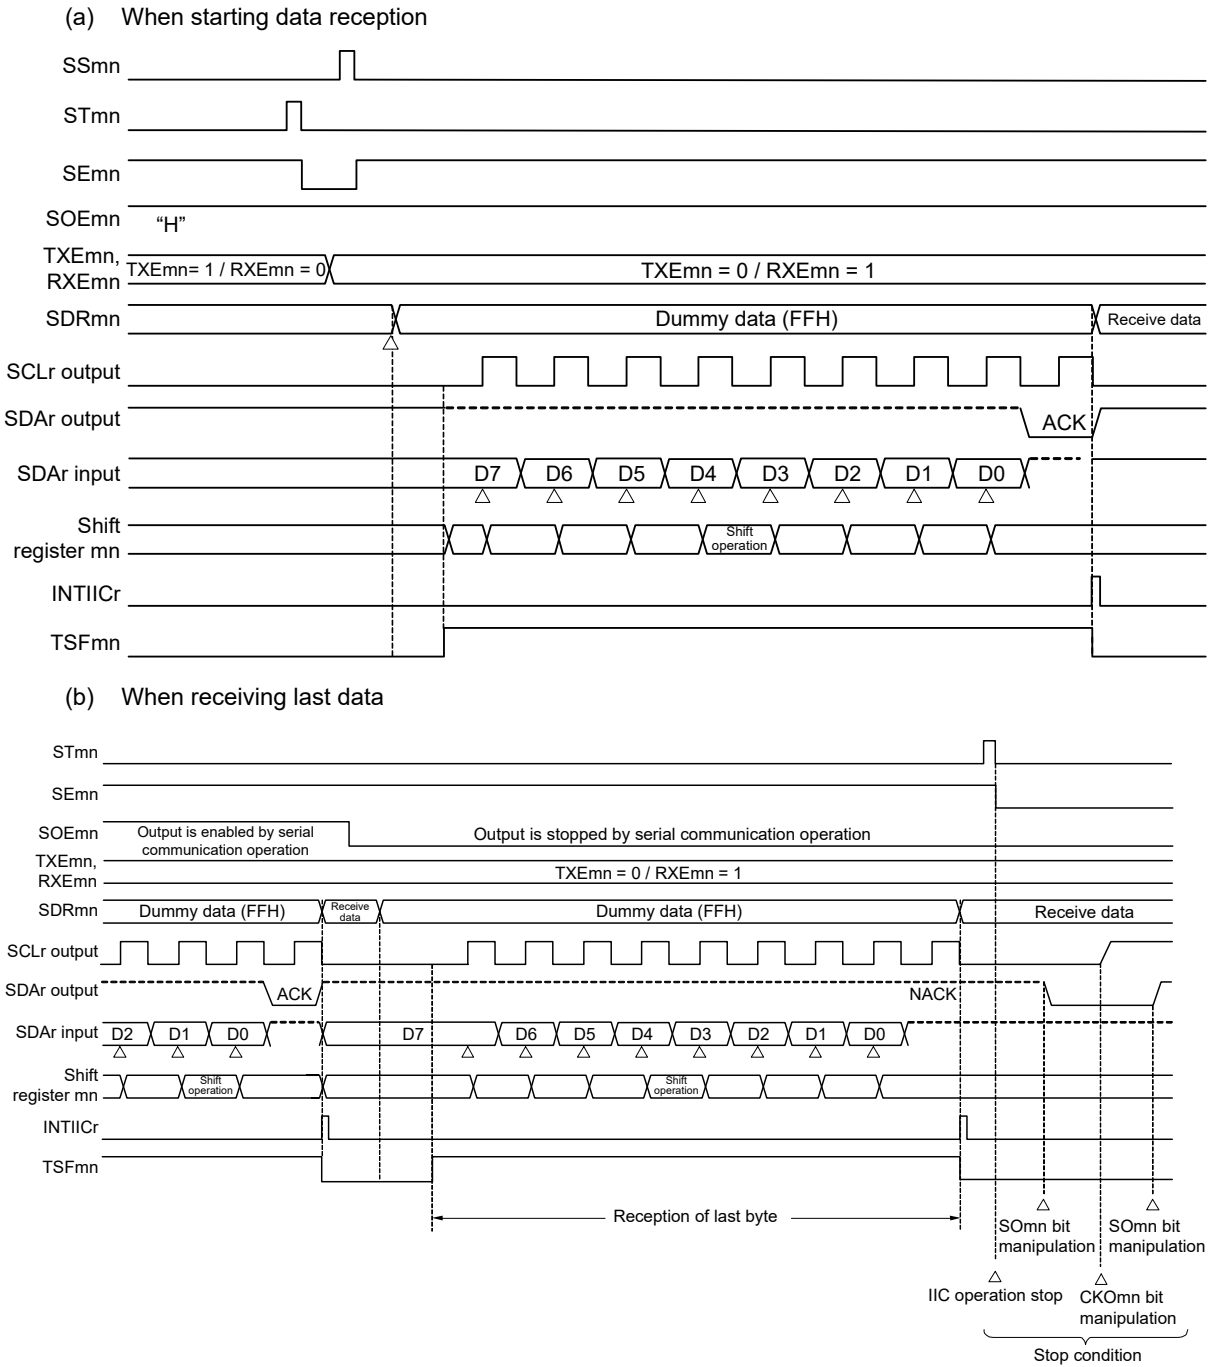 (a) When starting data reception
SSmn
STmn
SEmn
SOEmn “H”
TXEmn,
RXEmn
TXEmn= 1 / RXEmn = 0
TXEmn = 0 / RXEmn = 1
SDRmn
Dummy data (FFH)
Receive data
SCLr output
SDAr output
ACK
SDAr input
D7 D6 D5 D4 D3 D2 D1 D0
Shift
register mn
Shift
operation
INTIICr
TSFmn
(b) When receiving last data
STmn
SEmn
SOEmn
Output is enabled by serial
communication operation
Output is stopped by serial communication operation
TXEmn,
RXEmn
TXEmn = 0 / RXEmn = 1
SDRmn
Dummy data (FFH)
Receive
data
Dummy data (FFH)
Receive data
SCLr output
SDAr output
ACK
NACK
SDAr input
D2 D1 D0 D7 D6 D5 D4 D3 D2 D1 D0
Shift
register mn
Shift
operation
Shift
operation
INTIICr
TSFmn
Reception of last byte
SOmn bit
manipulation
SOmn bit
manipulation
IIC operation stop
CKOmn bit
manipulation
Stop condition